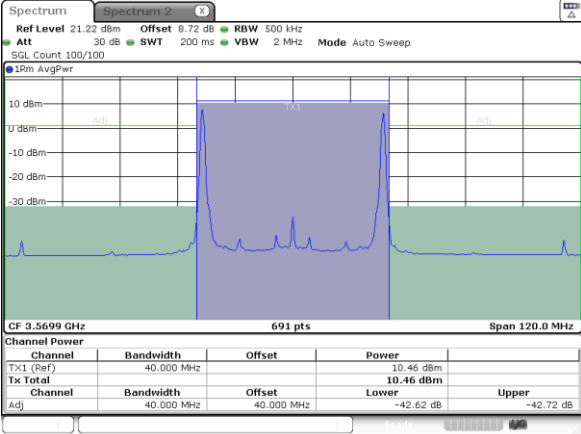 Spectrum Spectrum 2 X
Ref Level 21.22 dBm Offset 8.72 dB RBW 500 kHz
Att 30 dB SWT 200 ms VBW 2 MHz Mode Auto Sweep
SGL Count 100/100
1Rm AvgPwr
10 dBm
TX1
Adj Adj
0 dBm
-10 dBm
-20 dBm
-30 dBm
CF 3.5699 GHz 691 pts Span 120.0 MHz
Channel Power
Channel Bandwidth Offset Power
TX1 (Ref) 40.000 MHz 10.46 dBm
Tx Total 10.46 dBm
Channel Bandwidth Offset Lower Upper
Adj 40.000 MHz 40.000 MHz -42.62 dB -42.72 dB
Ready